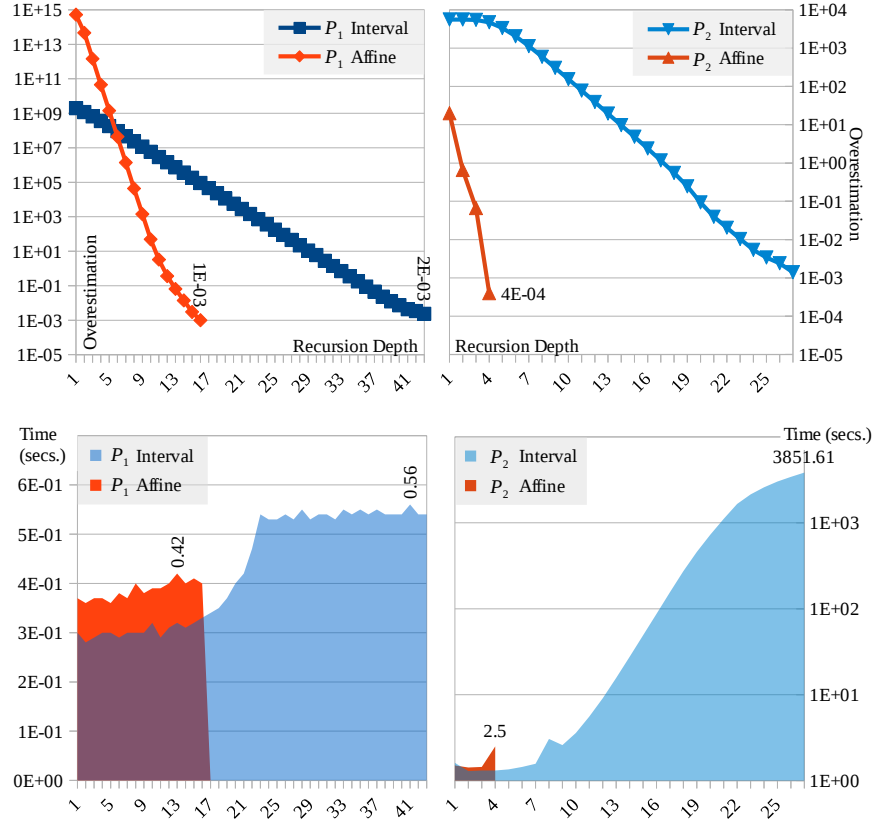 1E+15
1E+13
1E+11
1E+09
1E+07
1E+05
1E+03
1E+01
1E-01
1E-03
1E-05
P1 Interval
P1 Affine
Overestimation
1E-03
2E-03
Recursion Depth
1 5 9 13 17 21 25 29 33 37 41
P2 Interval
P2 Affine
1E+04
1E+03
1E+02
1E+01
1E+00
1E-01
1E-02
1E-03
1E-04
1E-05
Overestimation
4E-04
Recursion Depth
1 4 7 10 13 16 19 22 25
Time
(secs.)
P1 Interval
P1 Affine
6E-01
5E-01
4E-01
3E-01
2E-01
1E-01
0E+00
0.42
0.56
1 5 9 13 17 21 25 29 33 37 41
Time (secs.)
3851.61
P2 Interval
P2 Affine
1E+03
1E+02
1E+01
1E+00
2.5
1 4 7 10 13 16 19 22 25